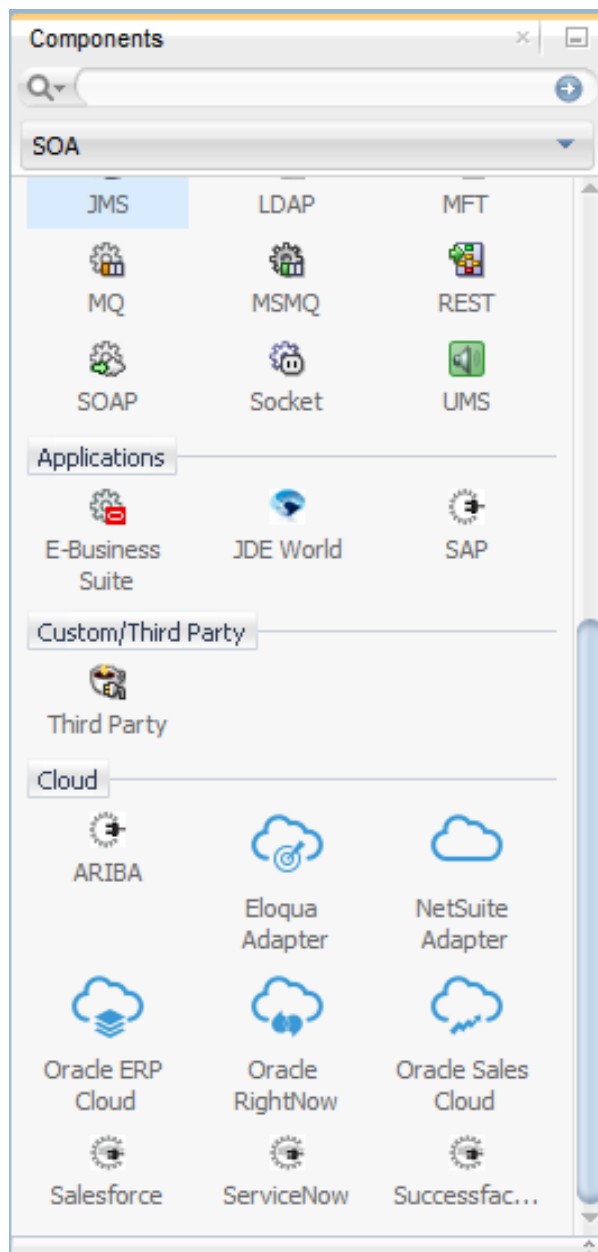 Components
SOA
JMS LDAP MFT
MQ MSMQ REST
SOAP Socket UMS
Applications
E-Business JDE World SAP
Suite
Custom/Third Party
Third Party
Cloud
ARIBA
Eloqua NetSuite
Adapter Adapter
Oracle ERP Oracle Oracle Sales
Cloud RightNow Cloud
Salesforce ServiceNow Successfac...